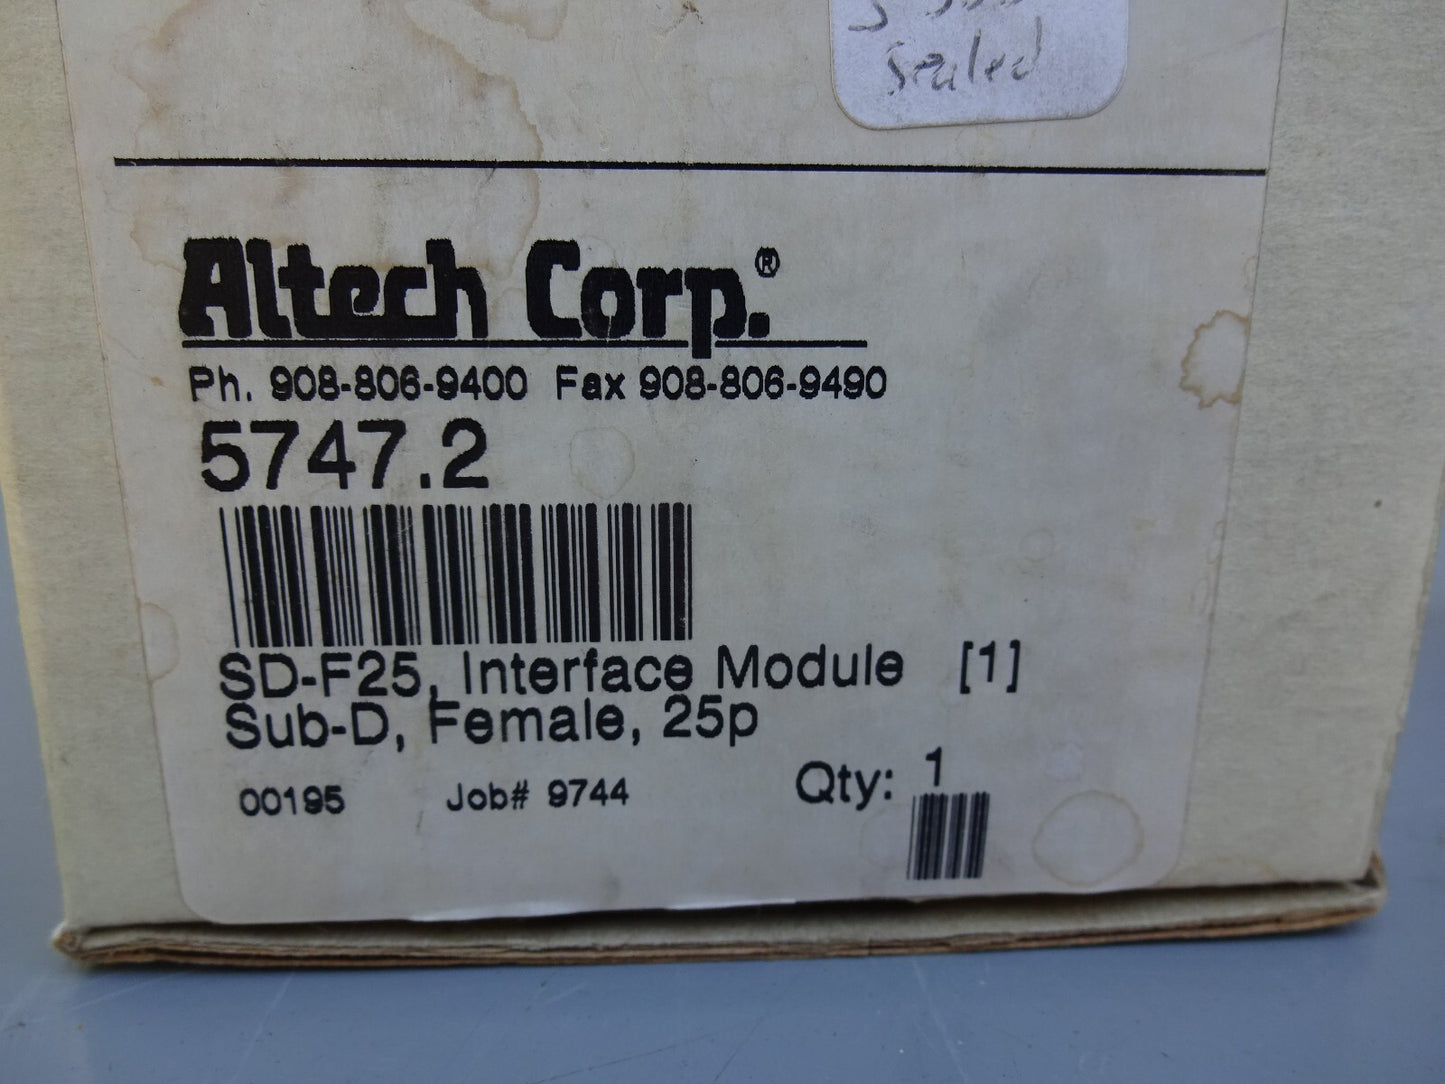 sealed
Altech Corp.®
Ph. 908-806-9400 Fax 908-806-9490
5747.2
SD-F25, Interface Module [1]
Sub-D, Female, 25p
00195 Job# 9744 Qty: 1